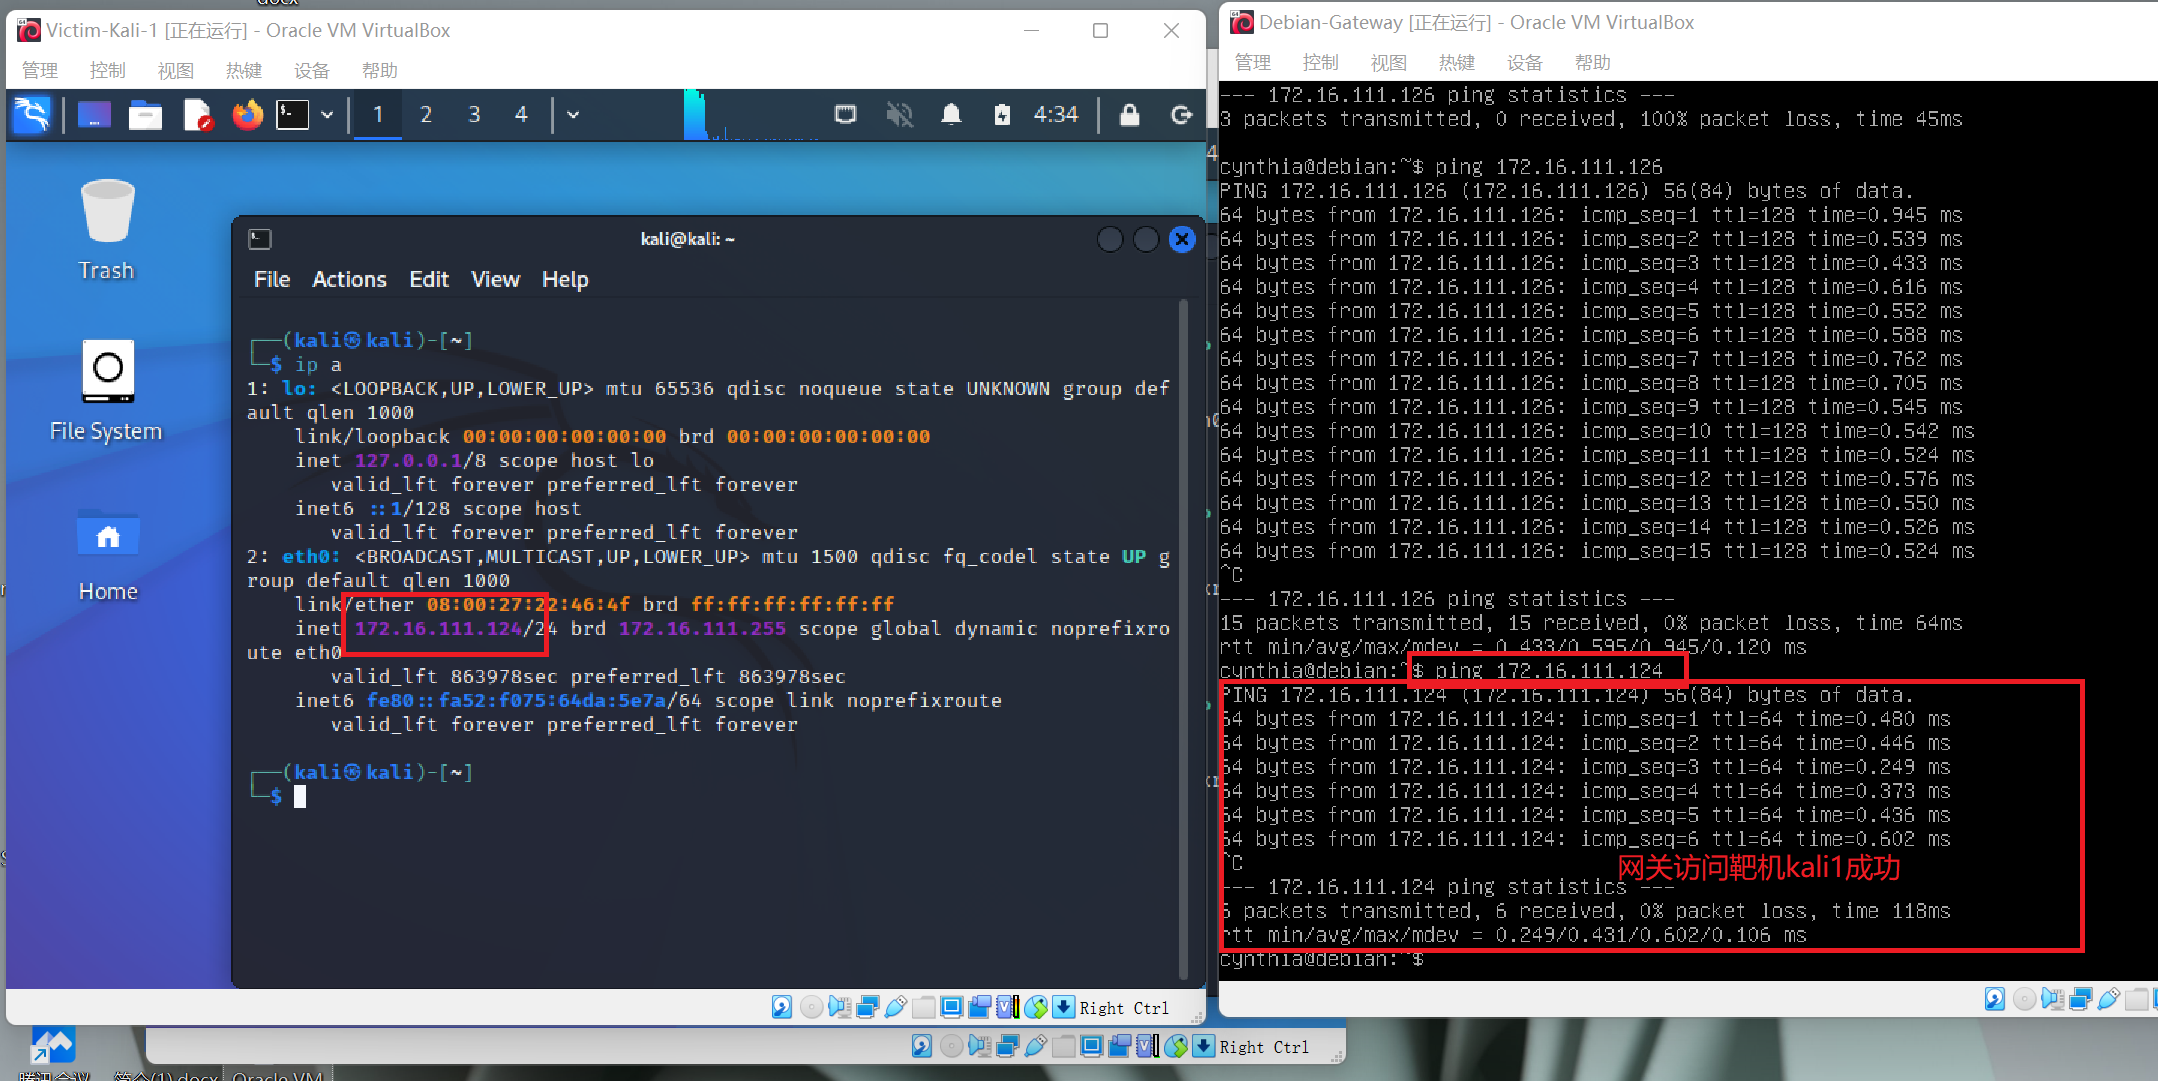 docx
Victim-Kali-1 [正在运行] - Oracle VM VirtualBox
管理 控制 视图 热键 设备 帮助
1 2 3 4 4:34
Trash
File System
Home
kali@kali: ~
File Actions Edit View Help
┌──(kali㉿kali)-[~]
└─$ ip a
1: lo: <LOOPBACK,UP,LOWER_UP> mtu 65536 qdisc noqueue state UNKNOWN group def
ault qlen 1000
link/loopback 00:00:00:00:00:00 brd 00:00:00:00:00:00
inet 127.0.0.1/8 scope host lo
valid_lft forever preferred_lft forever
inet6 ::1/128 scope host
valid_lft forever preferred_lft forever
2: eth0: <BROADCAST,MULTICAST,UP,LOWER_UP> mtu 1500 qdisc fq_codel state UP g
roup default qlen 1000
link/ether 08:00:27:22:46:4f brd ff:ff:ff:ff:ff:ff
inet 172.16.111.124/24 brd 172.16.111.255 scope global dynamic noprefixro
ute eth0
valid_lft 863978sec preferred_lft 863978sec
inet6 fe80::fa52:f075:64da:5e7a/64 scope link noprefixroute
valid_lft forever preferred_lft forever
┌──(kali㉿kali)-[~]
└─$
Right Ctrl
Right Ctrl
简介(1).docx Oracle VM
Debian-Gateway [正在运行] - Oracle VM VirtualBox
管理 控制 视图 热键 设备 帮助
--- 172.16.111.126 ping statistics ---
3 packets transmitted, 0 received, 100% packet loss, time 45ms
cynthia@debian:~$ ping 172.16.111.126
PING 172.16.111.126 (172.16.111.126) 56(84) bytes of data.
64 bytes from 172.16.111.126: icmp_seq=1 ttl=128 time=0.945 ms
64 bytes from 172.16.111.126: icmp_seq=2 ttl=128 time=0.539 ms
64 bytes from 172.16.111.126: icmp_seq=3 ttl=128 time=0.433 ms
64 bytes from 172.16.111.126: icmp_seq=4 ttl=128 time=0.616 ms
64 bytes from 172.16.111.126: icmp_seq=5 ttl=128 time=0.552 ms
64 bytes from 172.16.111.126: icmp_seq=6 ttl=128 time=0.588 ms
64 bytes from 172.16.111.126: icmp_seq=7 ttl=128 time=0.762 ms
64 bytes from 172.16.111.126: icmp_seq=8 ttl=128 time=0.705 ms
64 bytes from 172.16.111.126: icmp_seq=9 ttl=128 time=0.545 ms
64 bytes from 172.16.111.126: icmp_seq=10 ttl=128 time=0.542 ms
64 bytes from 172.16.111.126: icmp_seq=11 ttl=128 time=0.524 ms
64 bytes from 172.16.111.126: icmp_seq=12 ttl=128 time=0.576 ms
64 bytes from 172.16.111.126: icmp_seq=13 ttl=128 time=0.550 ms
64 bytes from 172.16.111.126: icmp_seq=14 ttl=128 time=0.526 ms
64 bytes from 172.16.111.126: icmp_seq=15 ttl=128 time=0.524 ms
^C
--- 172.16.111.126 ping statistics ---
15 packets transmitted, 15 received, 0% packet loss, time 64ms
rtt min/avg/max/mdev = 0.433/0.595/0.945/0.120 ms
cynthia@debian:~$ ping 172.16.111.124
PING 172.16.111.124 (172.16.111.124) 56(84) bytes of data.
64 bytes from 172.16.111.124: icmp_seq=1 ttl=64 time=0.480 ms
64 bytes from 172.16.111.124: icmp_seq=2 ttl=64 time=0.446 ms
64 bytes from 172.16.111.124: icmp_seq=3 ttl=64 time=0.249 ms
64 bytes from 172.16.111.124: icmp_seq=4 ttl=64 time=0.373 ms
64 bytes from 172.16.111.124: icmp_seq=5 ttl=64 time=0.436 ms
64 bytes from 172.16.111.124: icmp_seq=6 ttl=64 time=0.602 ms
^C
网关访问靶机kali1成功
--- 172.16.111.124 ping statistics ---
6 packets transmitted, 6 received, 0% packet loss, time 118ms
rtt min/avg/max/mdev = 0.249/0.431/0.602/0.106 ms
cynthia@debian:~$